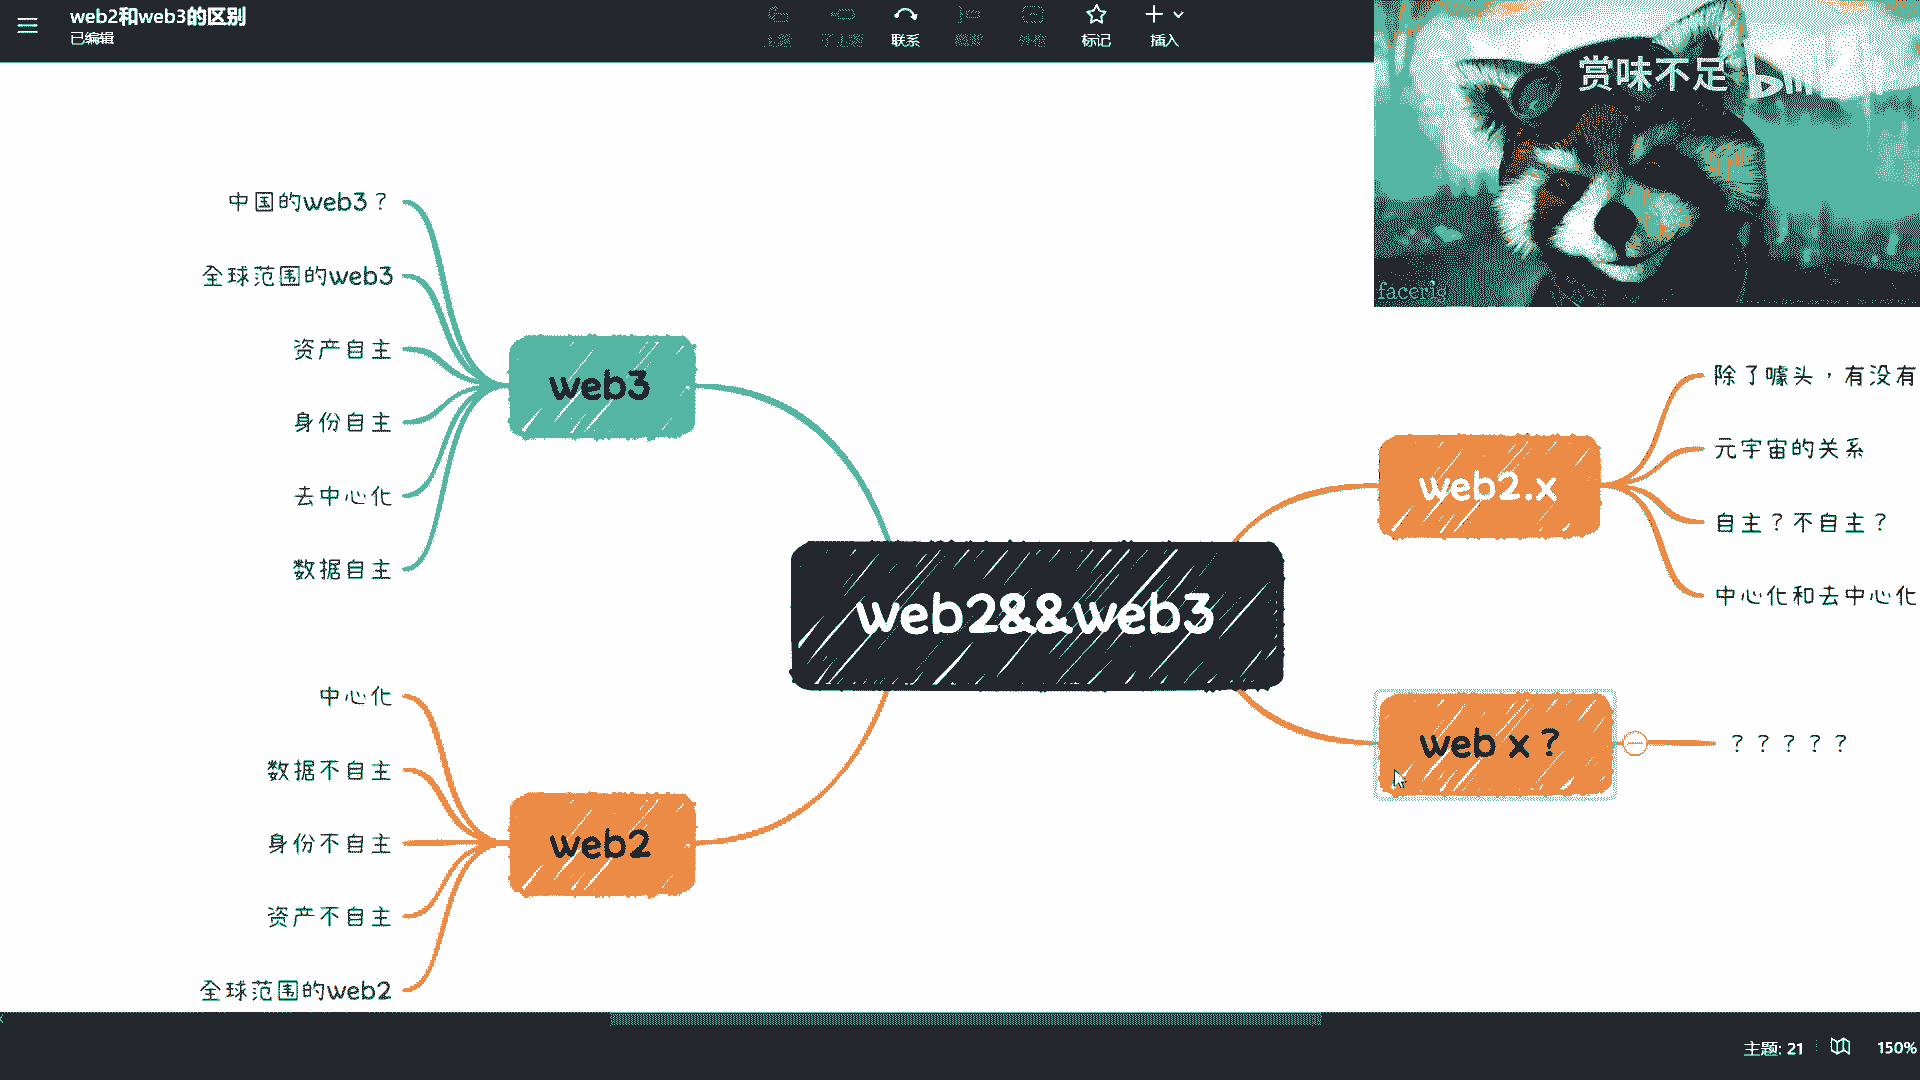 web2和web3的区别
已编辑
联系
标记
插入
赏味不足
facerig
中国的web3？
全球范围的web3
资产自主
身份自主
去中心化
数据自主
web3
web2&&web3
web2.x
除了噱头，有没有
元宇宙的关系
自主？不自主？
中心化和去中心化
web x？
？？？？？
中心化
数据不自主
身份不自主
资产不自主
全球范围的web2
web2
主题: 21
150%